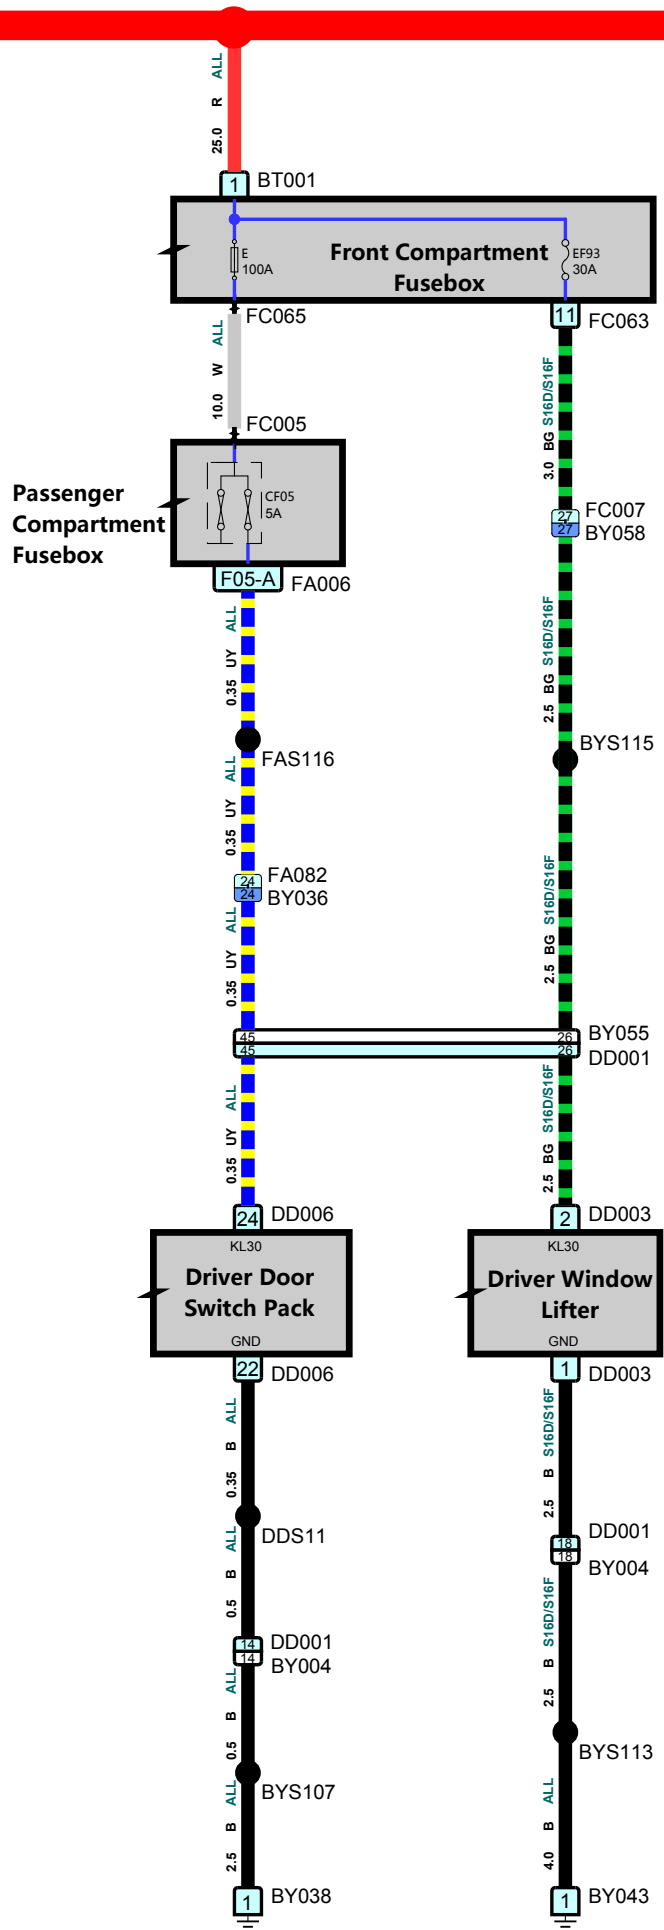 25.0 R ALL
1 BT001
E
100A
Front Compartment
Fusebox
EF93
30A
FC065
11 FC063
10.0 W ALL
3.0 BG S16D/S16F
FC005
Passenger
Compartment
Fusebox
CF05
5A
27 FC007
27 BY058
F05-A FA006
0.35 UY ALL
2.5 BG S16D/S16F
FAS116
BYS115
0.35 UY ALL
24 FA082
24 BY036
0.35 UY ALL
2.5 BG S16D/S16F
45 26 BY055
45 26 DD001
0.35 UY ALL
2.5 BG S16D/S16F
24 DD006
2 DD003
KL30
Driver Door
Switch Pack
GND
KL30
Driver Window
Lifter
GND
22 DD006
1 DD003
0.35 B ALL
2.5 B S16D/S16F
DDS11
18 DD001
18 BY004
0.5 B ALL
14 DD001
14 BY004
2.5 B S16D/S16F
0.5 B ALL
BYS113
BYS107
2.5 B ALL
4.0 B ALL
1 BY038
1 BY043